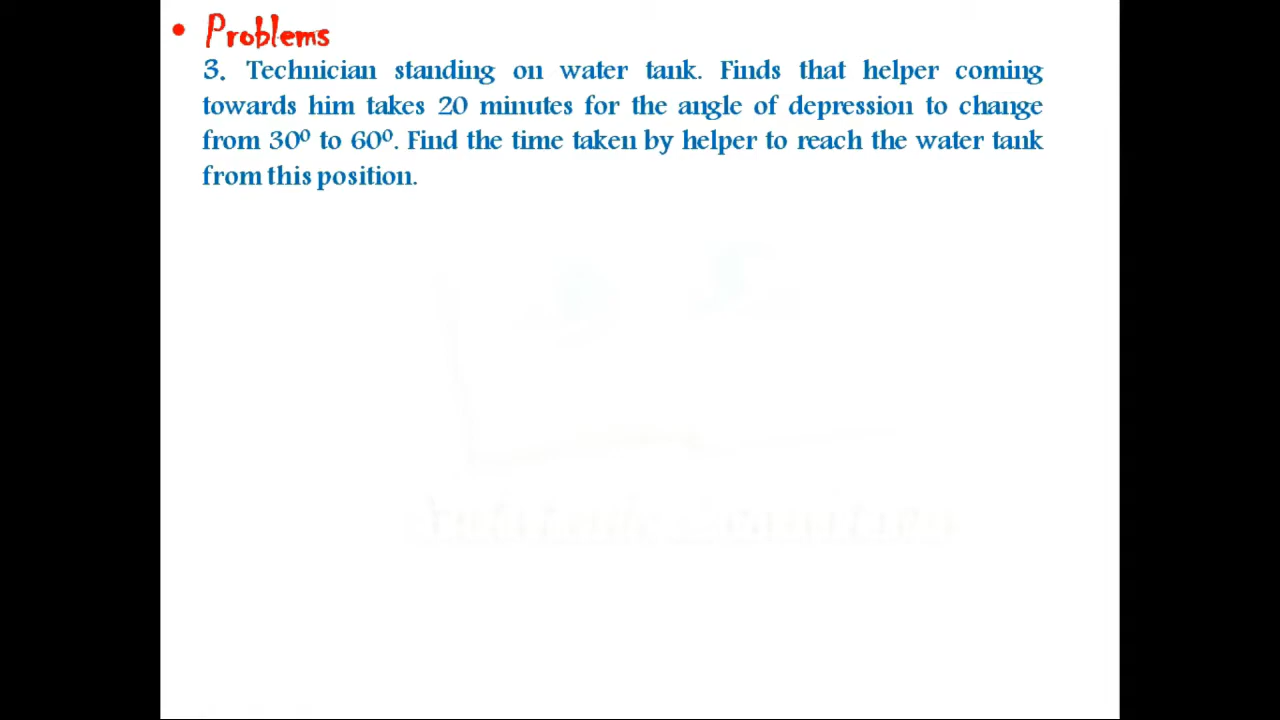 • Problems
3. Technician standing on water tank. Finds that helper coming
towards him takes 20 minutes for the angle of depression to change
from 30⁰ to 60⁰. Find the time taken by helper to reach the water tank
from this position.